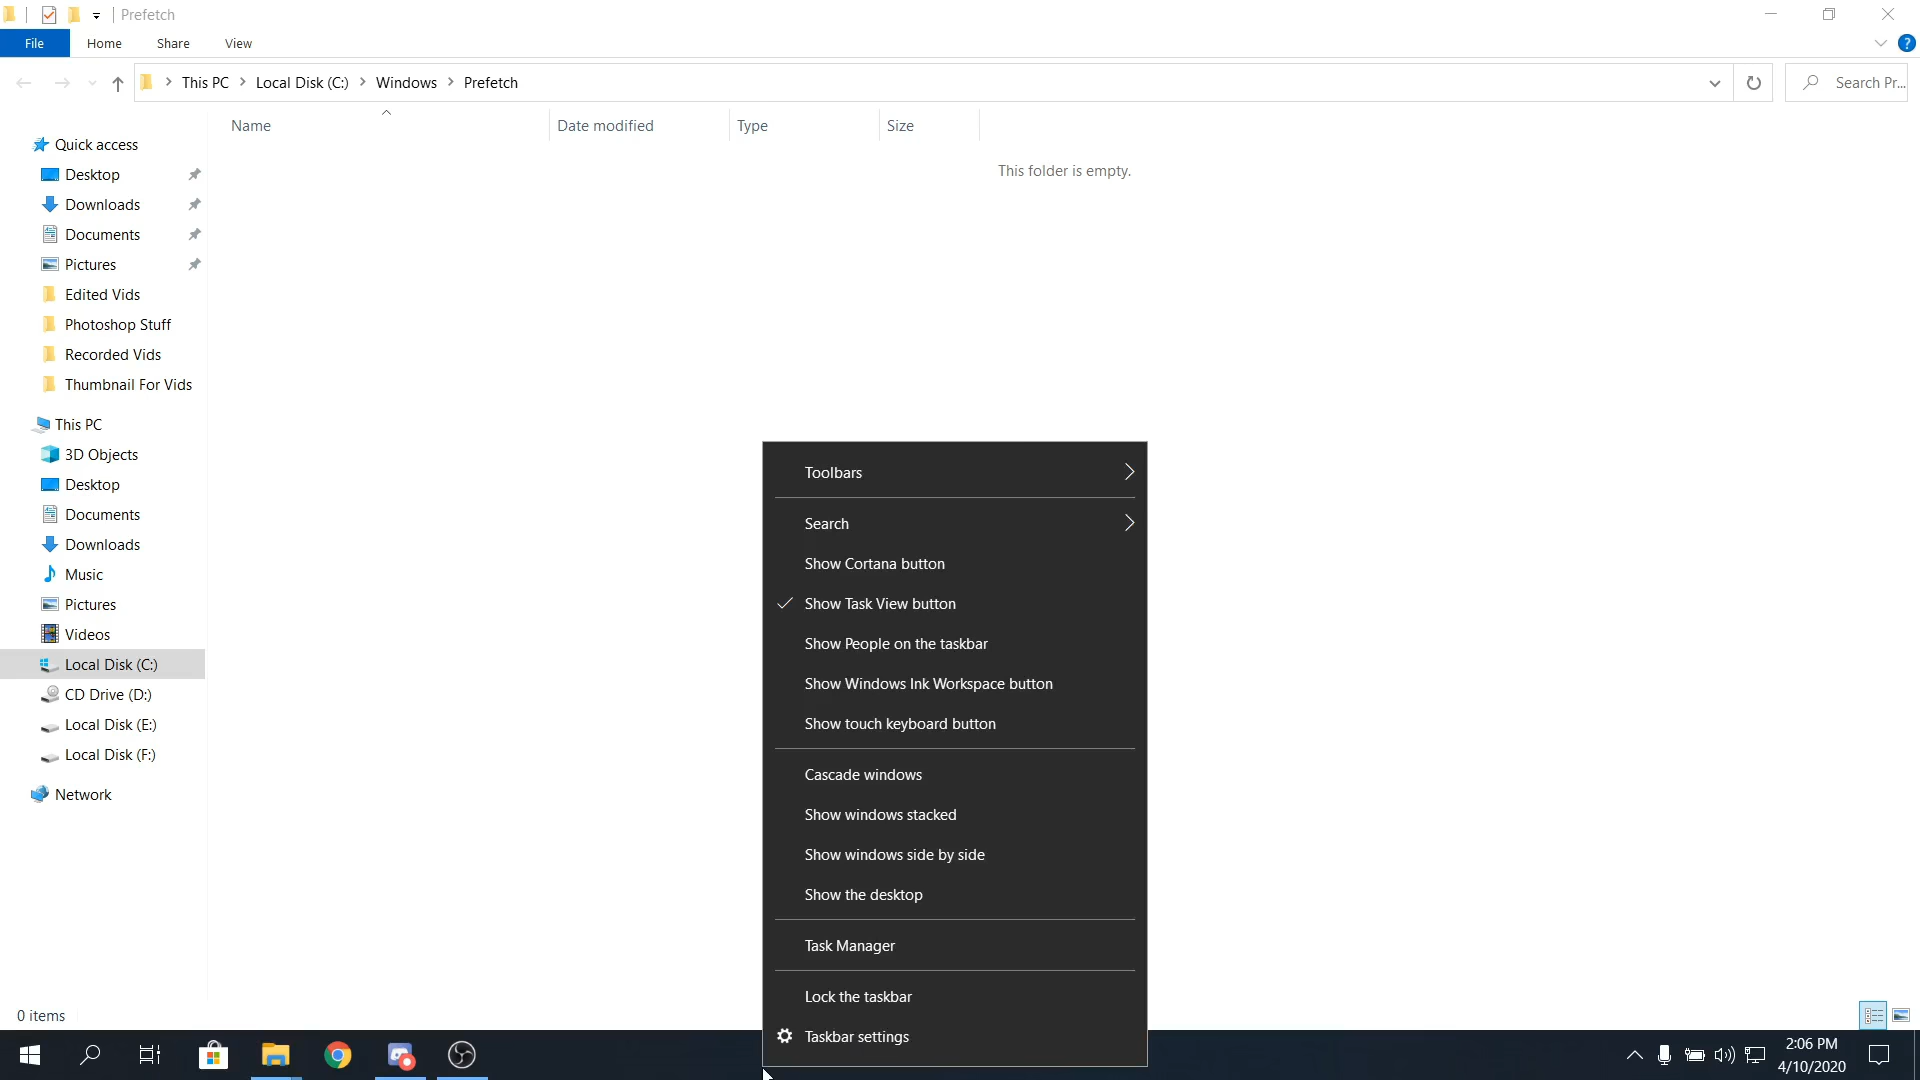 Prefetch
File
Home
Share
View
?
This PC
Local Disk (C:)
Windows
Prefetch
Search Pr...
Name
Date modified
Type
Size
This folder is empty.
Quick access
Desktop
Downloads
Documents
Pictures
Edited Vids
Photoshop Stuff
Recorded Vids
Thumbnail For Vids
This PC
3D Objects
Desktop
Documents
Downloads
Music
Pictures
Videos
Local Disk (C:)
CD Drive (D:)
Local Disk (E:)
Local Disk (F:)
Network
Toolbars
Search
Show Cortana button
Show Task View button
Show People on the taskbar
Show Windows Ink Workspace button
Show touch keyboard button
Cascade windows
Show windows stacked
Show windows side by side
Show the desktop
Task Manager
Lock the taskbar
Taskbar settings
0 items
2:06 PM
4/10/2020